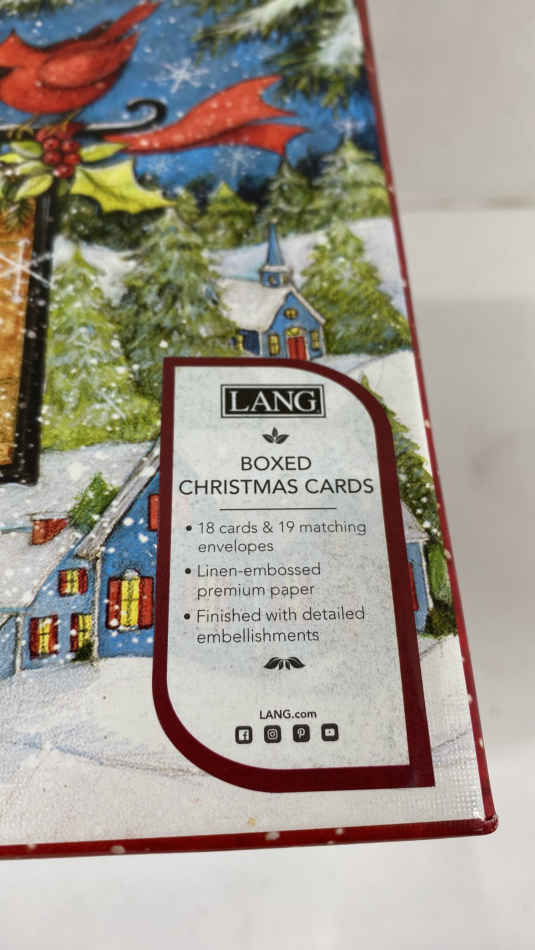 LANG
BOXED
CHRISTMAS CARDS
• 18 cards & 19 matching
envelopes
• Linen-embossed
premium paper
• Finished with detailed
embellishments
LANG.com